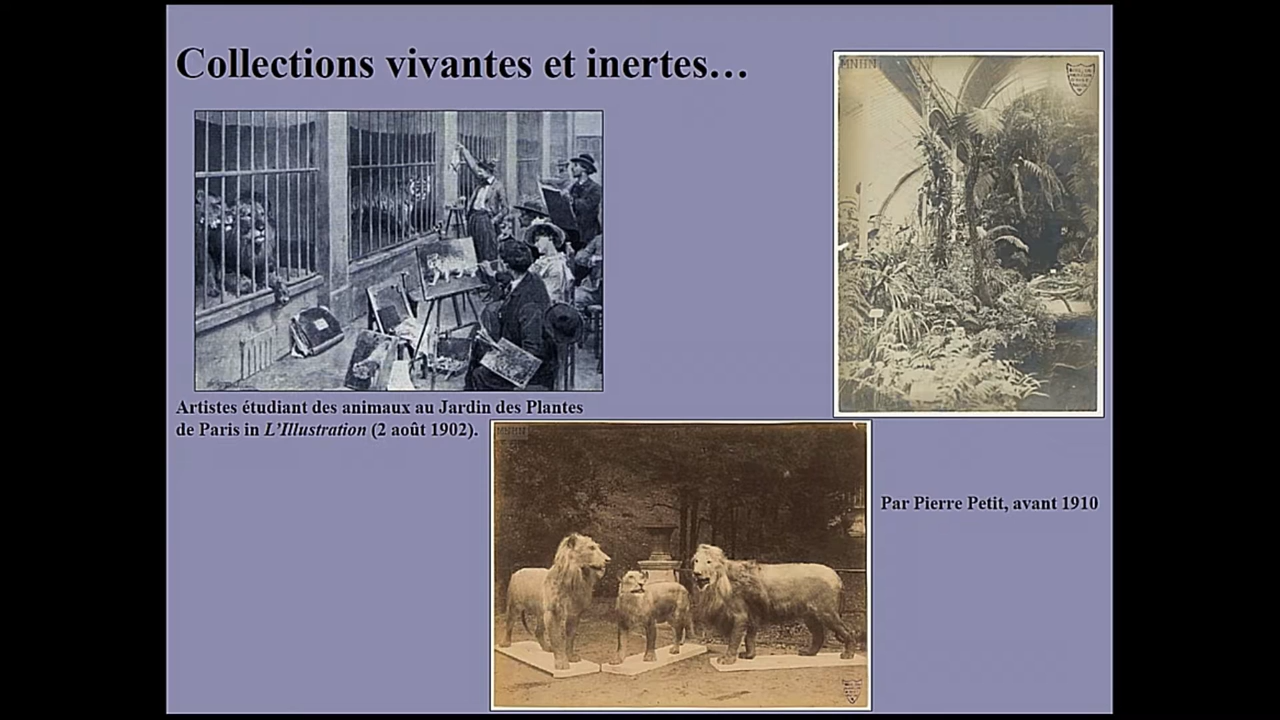 Collections vivantes et inertes…
MNHN
Artistes étudiant des animaux au Jardin des Plantes
de Paris in L’Illustration (2 août 1902).
MNHN
Par Pierre Petit, avant 1910